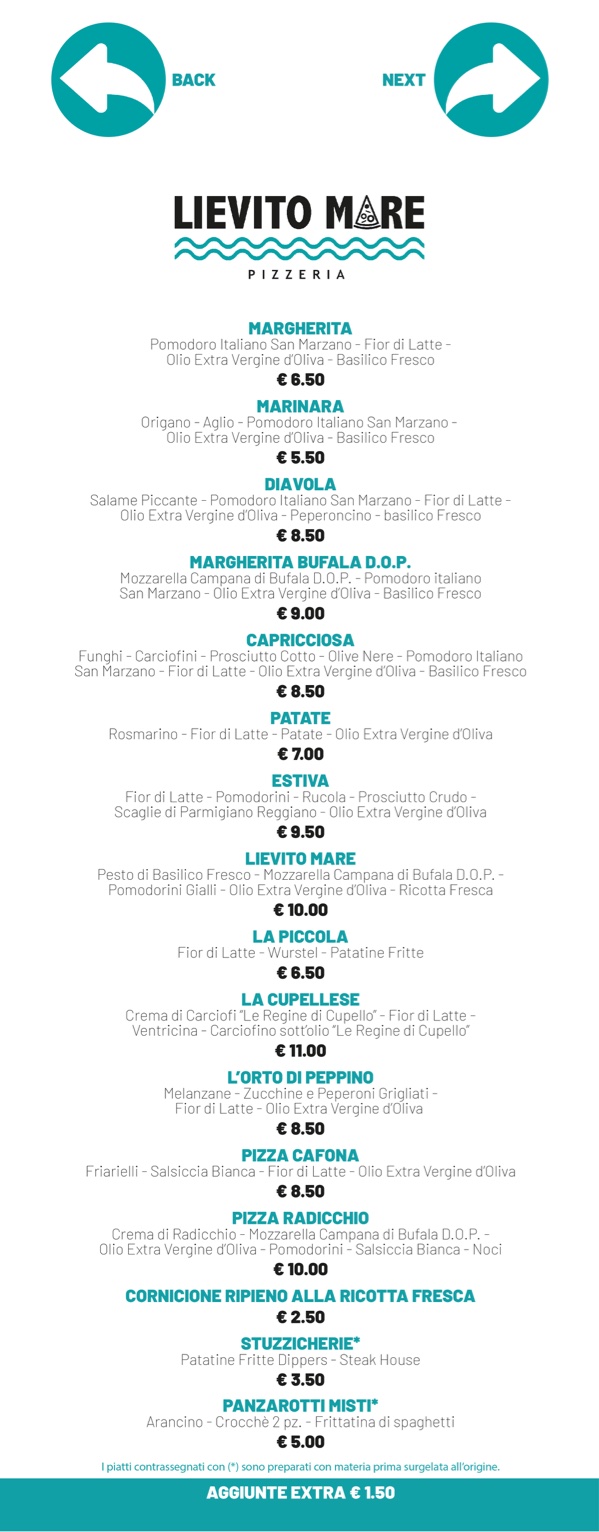 BACK
NEXT
LIEVITO MARE
PIZZERIA
MARGHERITA
Pomodoro Italiano San Marzano - Fior di Latte -
Olio Extra Vergine d'Oliva - Basilico Fresco
€ 6.50
MARINARA
Origano - Aglio - Pomodoro Italiano San Marzano -
Olio Extra Vergine d'Oliva - Basilico Fresco
€ 5.50
DIAVOLA
Salame Piccante - Pomodoro Italiano San Marzano - Fior di Latte -
Olio Extra Vergine d'Oliva - Peperoncino - basilico Fresco
€ 8.50
MARGHERITA BUFALA D.O.P.
Mozzarella Campana di Bufala D.O.P. - Pomodoro italiano
San Marzano - Olio Extra Vergine d'Oliva - Basilico Fresco
€ 9.00
CAPRICCIOSA
Funghi - Carciofini - Prosciutto Cotto - Olive Nere - Pomodoro Italiano
San Marzano - Fior di Latte - Olio Extra Vergine d'Oliva - Basilico Fresco
€ 8.50
PATATE
Rosmarino - Fior di Latte - Patate - Olio Extra Vergine d'Oliva
€ 7.00
ESTIVA
Fior di Latte - Pomodorini - Rucola - Prosciutto Crudo -
Scaglie di Parmigiano Reggiano - Olio Extra Vergine d'Oliva
€ 9.50
LIEVITO MARE
Pesto di Basilico Fresco - Mozzarella Campana di Bufala D.O.P. -
Pomodorini Gialli - Olio Extra Vergine d'Oliva - Ricotta Fresca
€ 10.00
LA PICCOLA
Fior di Latte - Wurstel - Patatine Fritte
€ 6.50
LA CUPELLESE
Crema di Carciofi "Le Regine di Cupello" - Fior di Latte -
Ventricina - Carciofino sott'olio "Le Regine di Cupello"
€ 11.00
L'ORTO DI PEPPINO
Melanzane - Zucchine e Peperoni Grigliati -
Fior di Latte - Olio Extra Vergine d'Oliva
€ 8.50
PIZZA CAFONA
Friarielli - Salsiccia Bianca - Fior di Latte - Olio Extra Vergine d'Oliva
€ 8.50
PIZZA RADICCHIO
Crema di Radicchio - Mozzarella Campana di Bufala D.O.P. -
Olio Extra Vergine d'Oliva - Pomodorini - Salsiccia Bianca - Noci
€ 10.00
CORNICIONE RIPIENO ALLA RICOTTA FRESCA
€ 2.50
STUZZICHERIE*
Patatine Fritte Dippers - Steak House
€ 3.50
PANZAROTTI MISTI*
Arancino - Crocchè 2 pz. - Frittatina di spaghetti
€ 5.00
I piatti contrassegnati con (*) sono preparati con materia prima surgelata all'origine.
AGGIUNTE EXTRA € 1.50